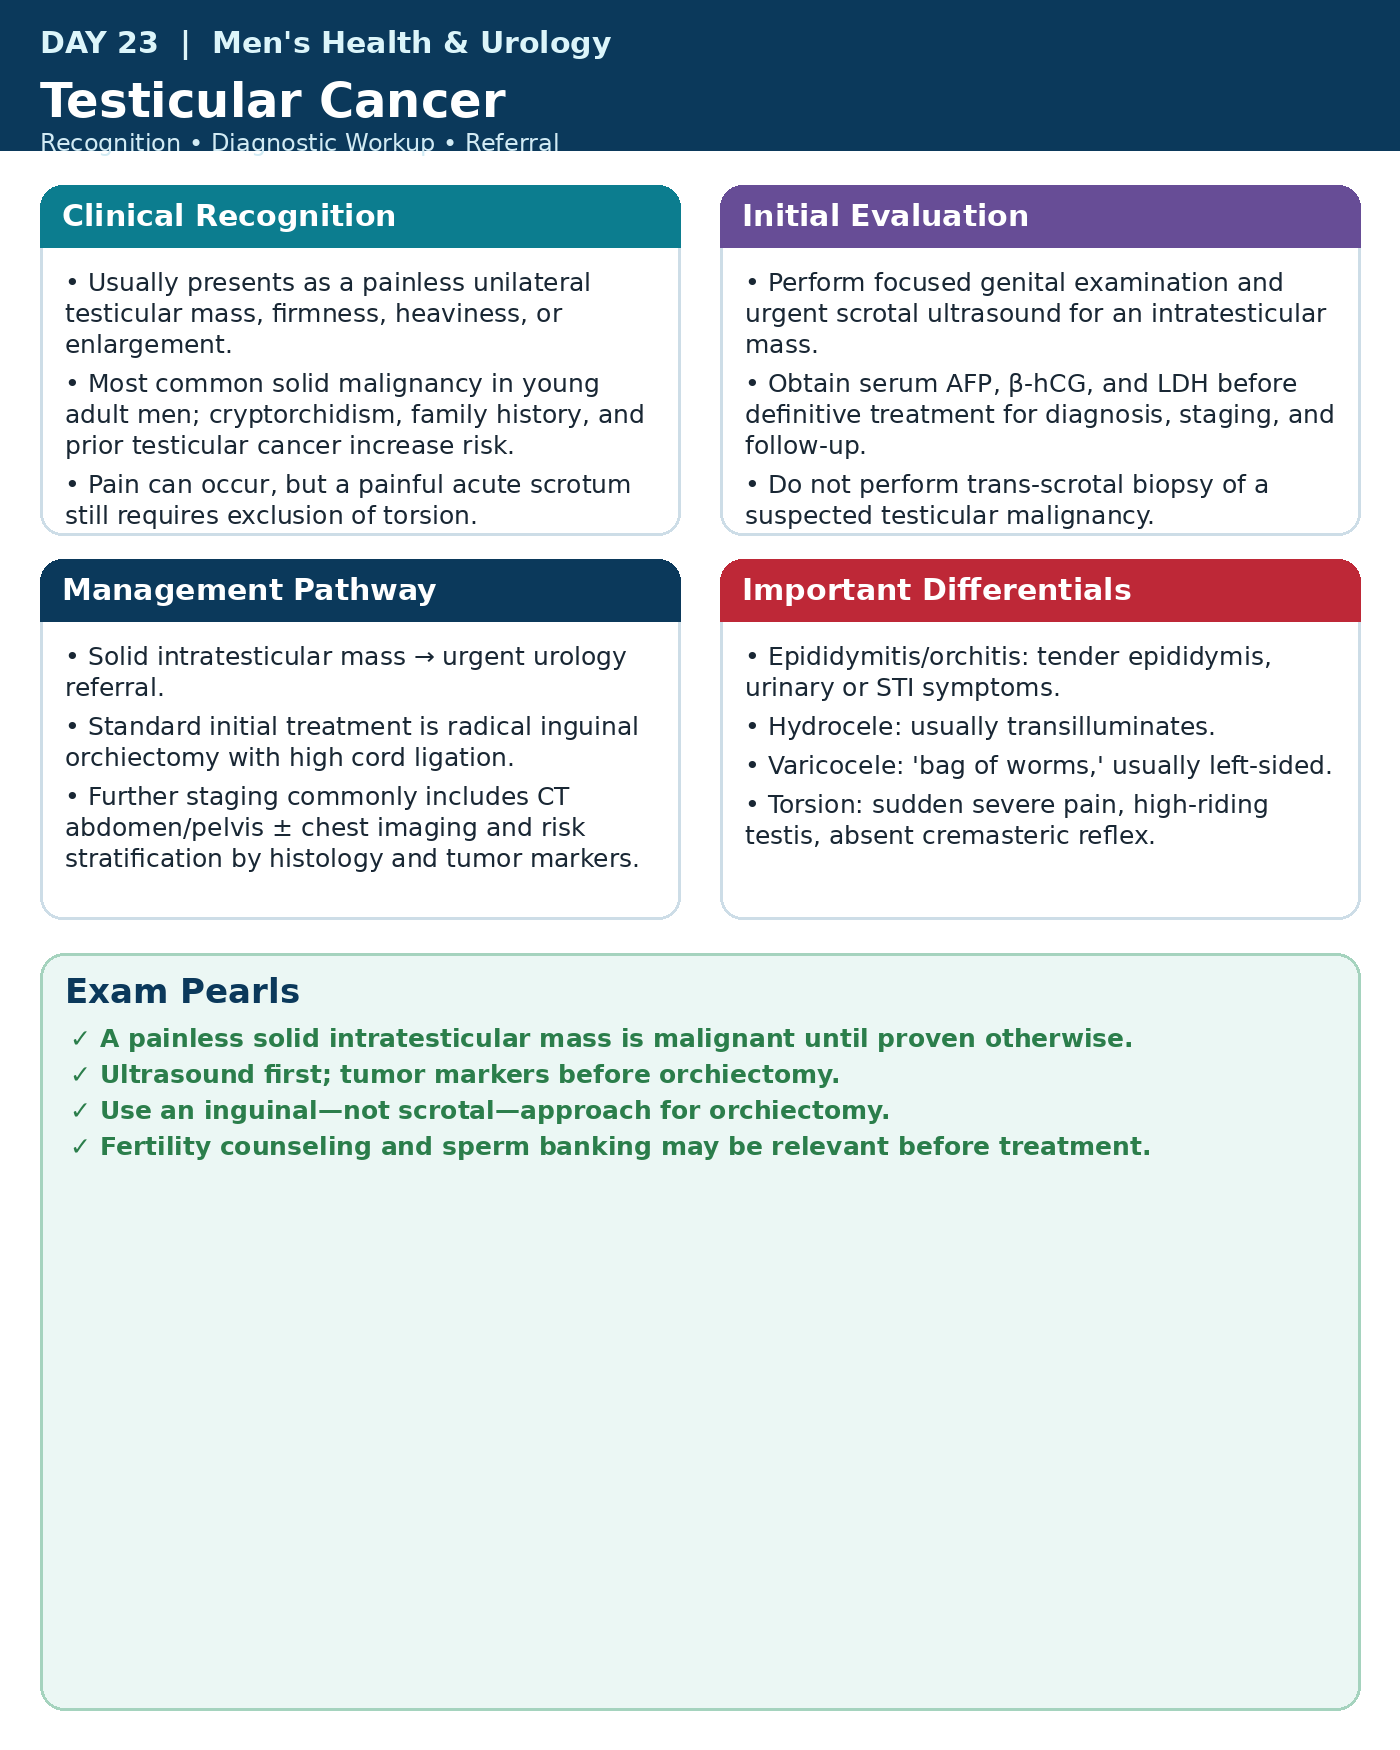 DAY 23 | Men's Health & Urology
Testicular Cancer
Recognition • Diagnostic Workup • Referral
Clinical Recognition
• Usually presents as a painless unilateral
testicular mass, firmness, heaviness, or
enlargement.
• Most common solid malignancy in young
adult men; cryptorchidism, family history, and
prior testicular cancer increase risk.
• Pain can occur, but a painful acute scrotum
still requires exclusion of torsion.
Initial Evaluation
• Perform focused genital examination and
urgent scrotal ultrasound for an intratesticular
mass.
• Obtain serum AFP, β-hCG, and LDH before
definitive treatment for diagnosis, staging, and
follow-up.
• Do not perform trans-scrotal biopsy of a
suspected testicular malignancy.
Management Pathway
• Solid intratesticular mass → urgent urology
referral.
• Standard initial treatment is radical inguinal
orchiectomy with high cord ligation.
• Further staging commonly includes CT
abdomen/pelvis ± chest imaging and risk
stratification by histology and tumor markers.
Important Differentials
• Epididymitis/orchitis: tender epididymis,
urinary or STI symptoms.
• Hydrocele: usually transilluminates.
• Varicocele: 'bag of worms,' usually left-sided.
• Torsion: sudden severe pain, high-riding
testis, absent cremasteric reflex.
Exam Pearls
✓ A painless solid intratesticular mass is malignant until proven otherwise.
✓ Ultrasound first; tumor markers before orchiectomy.
✓ Use an inguinal—not scrotal—approach for orchiectomy.
✓ Fertility counseling and sperm banking may be relevant before treatment.